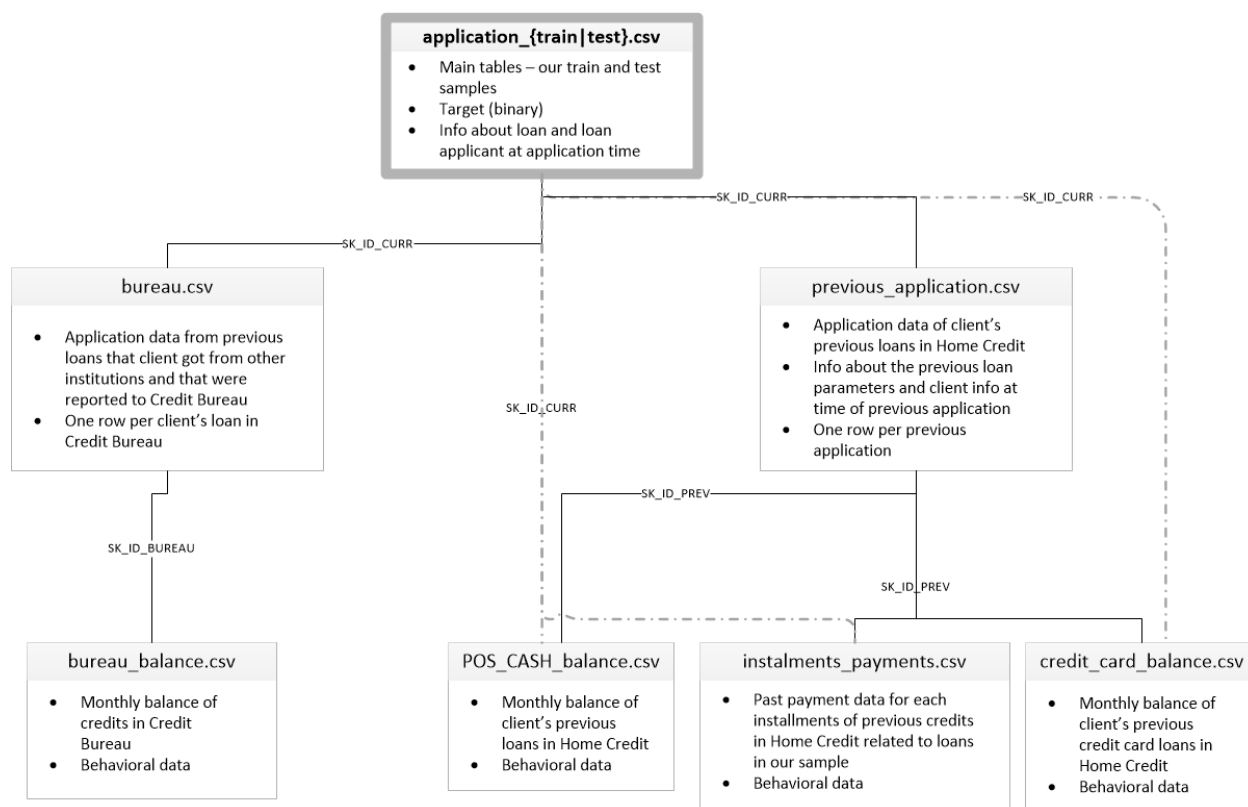 application_{train|test}.csv
• Main tables – our train and test
samples
• Target (binary)
• Info about loan and loan
applicant at application time
SK_ID_CURR
SK_ID_CURR
SK_ID_CURR
bureau.csv
• Application data from previous
loans that client got from other
institutions and that were
reported to Credit Bureau
• One row per client's loan in
Credit Bureau
previous_application.csv
• Application data of client's
previous loans in Home Credit
• Info about the previous loan
parameters and client info at
time of previous application
• One row per previous
application
SK_ID_CURR
SK_ID_PREV
SK_ID_BUREAU
SK_ID_PREV
bureau_balance.csv
• Monthly balance of
credits in Credit
Bureau
• Behavioral data
POS_CASH_balance.csv
• Monthly balance of
client's previous
loans in Home Credit
• Behavioral data
instalments_payments.csv
• Past payment data for each
installments of previous credits
in Home Credit related to loans
in our sample
• Behavioral data
credit_card_balance.csv
• Monthly balance of
client's previous
credit card loans in
Home Credit
• Behavioral data